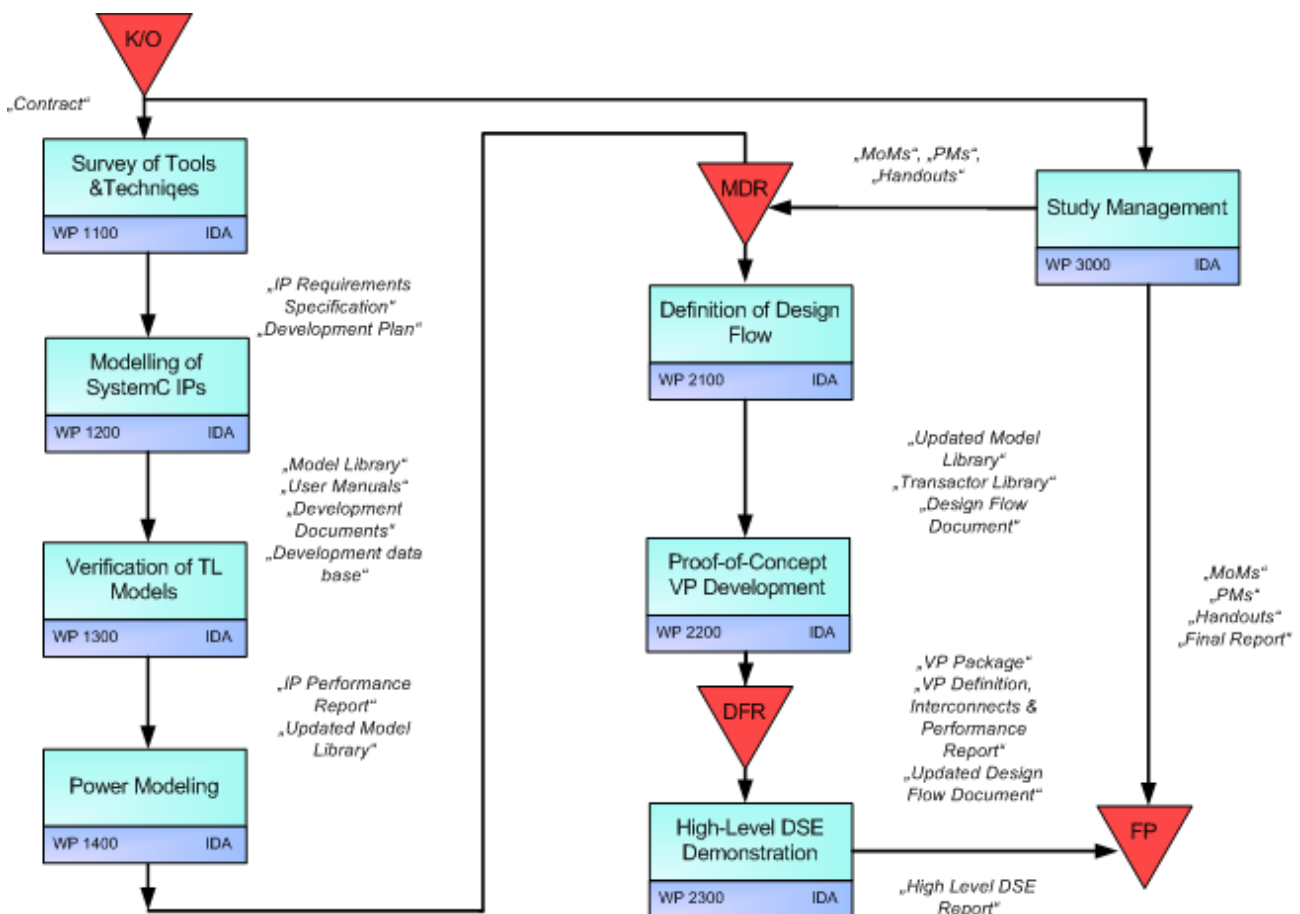 K/O
„Contract“
Survey of Tools
&Techniqes
WP 1100 IDA
„IP Requirements
Specification“
„Development Plan“
Modelling of
SystemC IPs
WP 1200 IDA
„Model Library“
„User Manuals“
„Development
Documents“
„Development data
base“
Verification of TL
Models
WP 1300 IDA
„IP Performance
Report“
„Updated Model
Library“
Power Modeling
WP 1400 IDA
MDR
„MoMs“, „PMs“,
„Handouts“
Study Management
WP 3000 IDA
Definition of Design
Flow
WP 2100 IDA
„Updated Model
Library“
„Transactor Library“
„Design Flow
Document“
Proof-of-Concept
VP Development
WP 2200 IDA
„MoMs“
„PMs“
„Handouts“
„Final Report“
DFR
„VP Package“
„VP Definition,
Interconnects &
Performance
Report“
„Updated Design
Flow Document“
High-Level DSE
Demonstration
WP 2300 IDA
„High Level DSE
Report“
FP